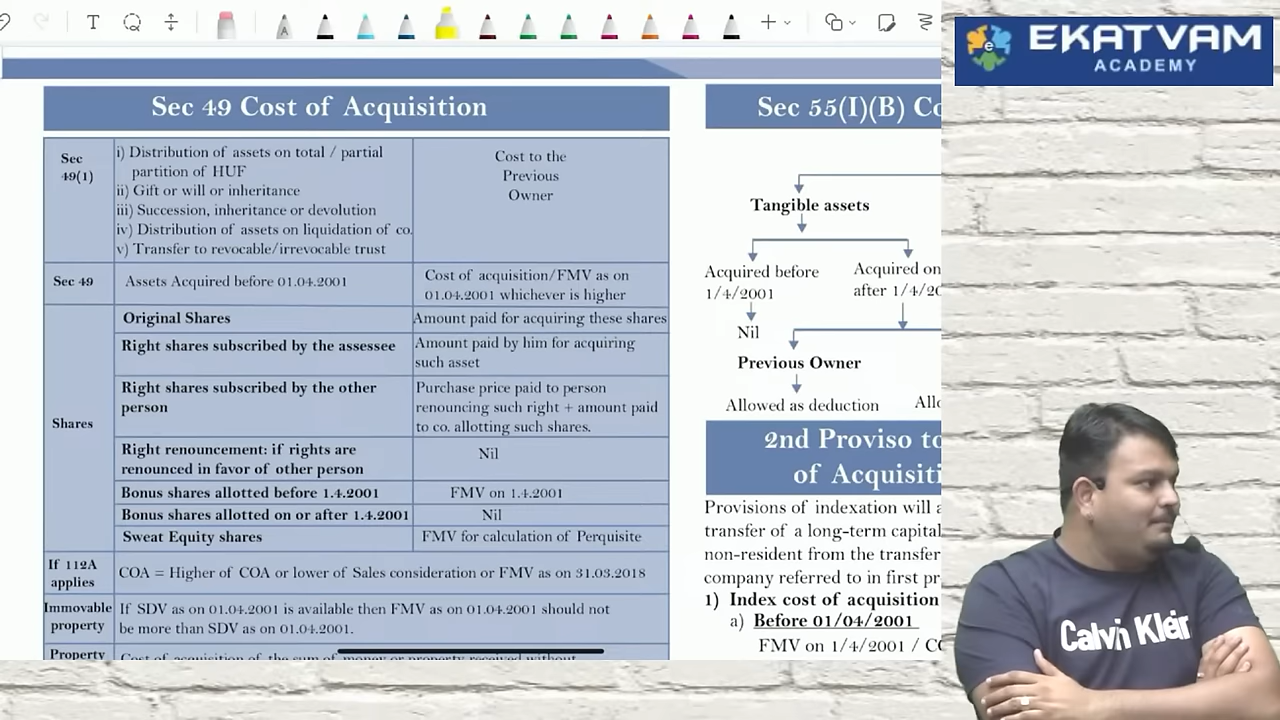 EKATVAM
ACADEMY
Sec 49 Cost of Acquisition
Sec
49(1)
i) Distribution of assets on total / partial
partition of HUF
ii) Gift or will or inheritance
iii) Succession, inheritance or devolution
iv) Distribution of assets on liquidation of co.
v) Transfer to revocable/irrevocable trust
Cost to the
Previous
Owner
Sec 49
Assets Acquired before 01.04.2001
Cost of acquisition/FMV as on
01.04.2001 whichever is higher
Shares
Original Shares
Amount paid for acquiring these shares
Right shares subscribed by the assessee
Amount paid by him for acquiring
such asset
Right shares subscribed by the other
person
Purchase price paid to person
renouncing such right + amount paid
to co. allotting such shares.
Right renouncement: if rights are
renounced in favor of other person
Nil
Bonus shares allotted before 1.4.2001
FMV on 1.4.2001
Bonus shares allotted on or after 1.4.2001
Nil
Sweat Equity shares
FMV for calculation of Perquisite
If 112A
applies
COA = Higher of COA or lower of Sales consideration or FMV as on 31.03.2018
Immovable
property
If SDV as on 01.04.2001 is available then FMV as on 01.04.2001 should not
be more than SDV as on 01.04.2001.
Property
Cost of acquisition of the sum of money or property received without
Sec 55(I)(B)
Tangible assets
Acquired before
1/4/2001
Acquired on
after
Nil
Previous Owner
Allowed as deduction
2nd Proviso to
of
Provisions of indexation will
transfer of a long-term capital
non-resident from the transfer
company referred to in first
1) Index cost of acquisition
a) Before 01/04/2001
FMV on 1/4/2001 /
Calvin Klein